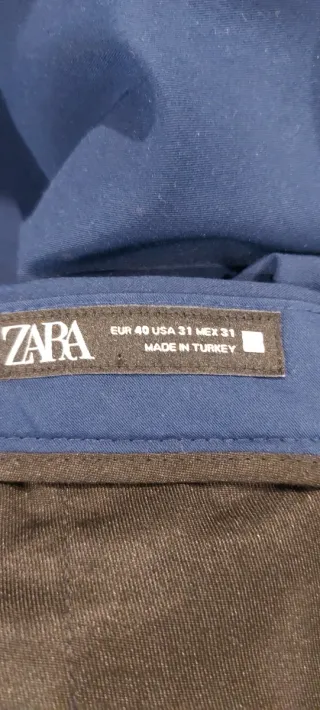 ZARA
EUR 40 USA 31 MEX 31
MADE IN TURKEY